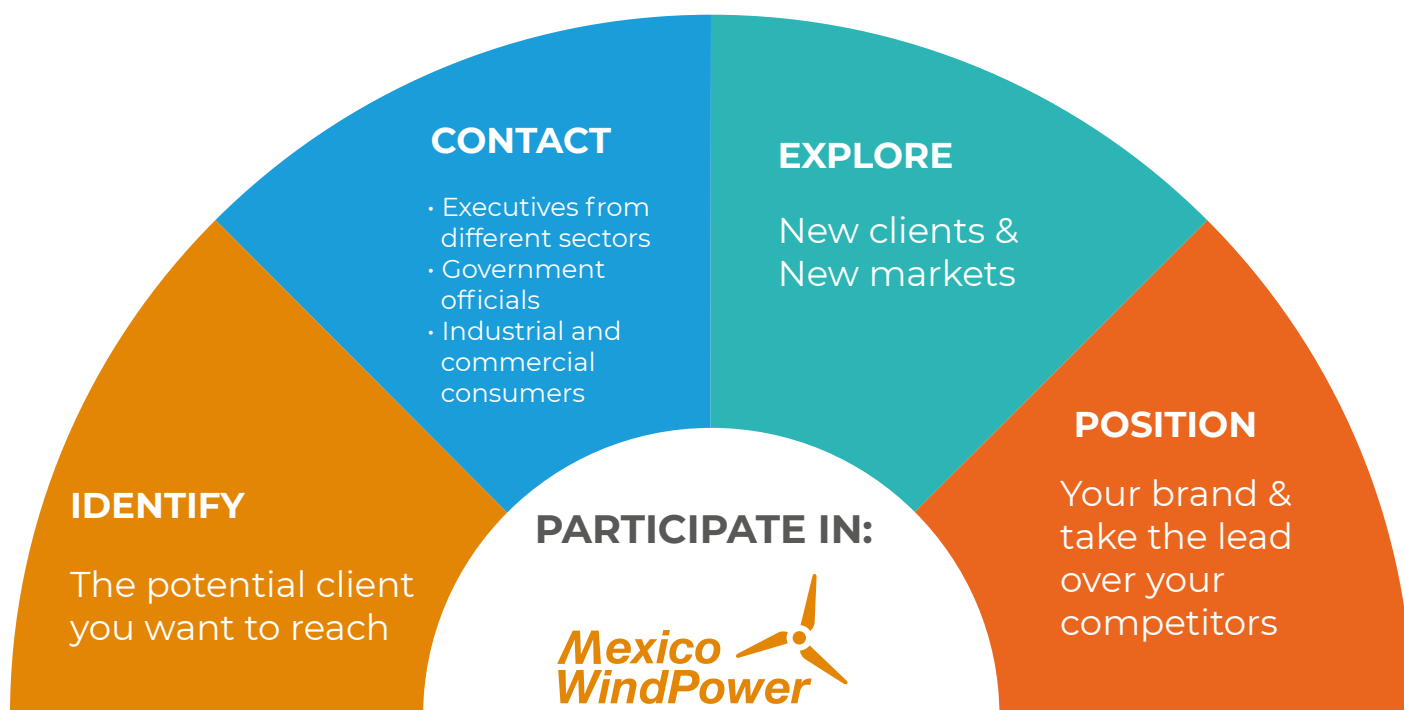 IDENTIFY
The potential client
you want to reach
CONTACT
· Executives from
different sectors
· Government
officials
· Industrial and
commercial
consumers
EXPLORE
New clients &
New markets
POSITION
Your brand &
take the lead
over your
competitors
PARTICIPATE IN:
Mexico
WindPower